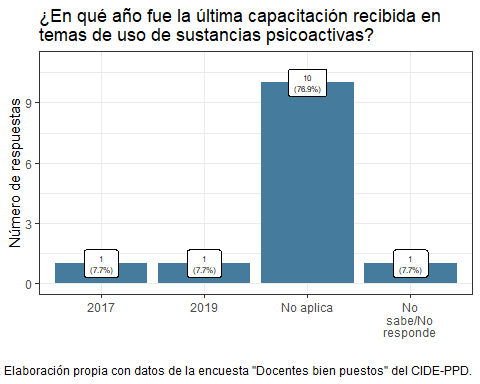 ¿En qué año fue la última capacitación recibida en
temas de uso de sustancias psicoactivas?
Número de respuestas
9
6
3
0
1
(7.7%)
1
(7.7%)
10
(76.9%)
1
(7.7%)
2017
2019
No aplica
No
sabe/No
responde
Elaboración propia con datos de la encuesta "Docentes bien puestos" del CIDE-PPD.